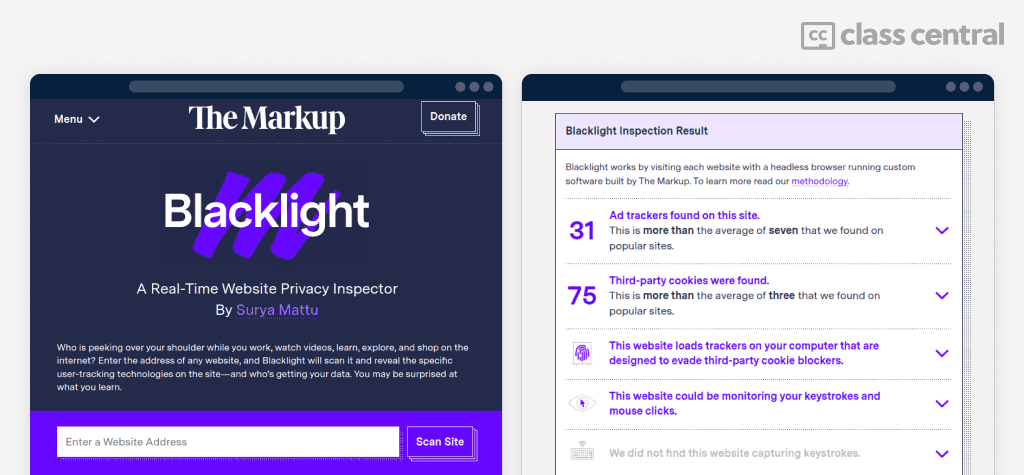 cc class central
Menu
The Markup
Donate
Blacklight
A Real-Time Website Privacy Inspector
By Surya Mattu
Who is peeking over your shoulder while you work, watch videos, learn, explore, and shop on the
internet? Enter the address of any website, and Blacklight will scan it and reveal the specific
user-tracking technologies on the site—and who's getting your data. You may be surprised at
what you learn.
Enter a Website Address
Scan Site
Blacklight Inspection Result
Blacklight works by visiting each website with a headless browser running custom
software built by The Markup. To learn more read our methodology.
31
Ad trackers found on this site.
This is more than the average of seven that we found on
popular sites.
75
Third-party cookies were found.
This is more than the average of three that we found on
popular sites.
This website loads trackers on your computer that are
designed to evade third-party cookie blockers.
This website could be monitoring your keystrokes and
mouse clicks.
We did not find this website capturing keystrokes.